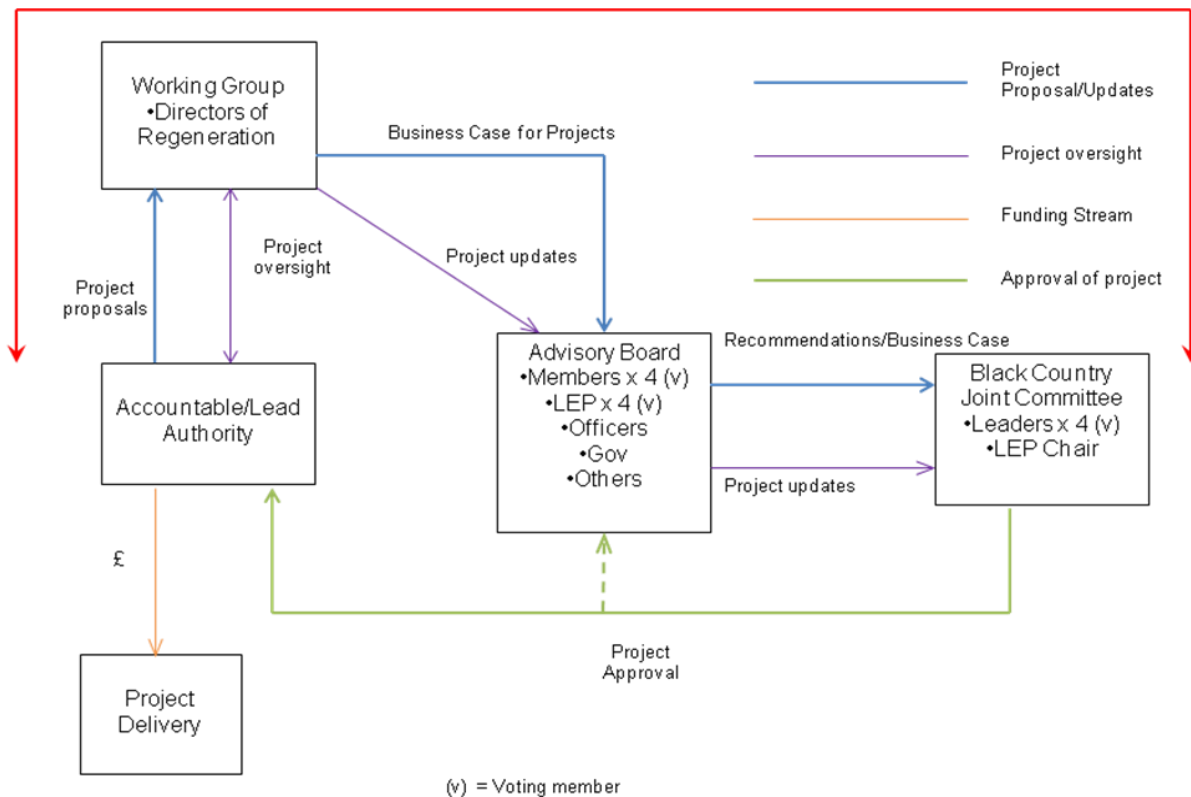 Working Group
•Directors of
Regeneration
Project
Proposal/Updates
Business Case for Projects
Project oversight
Funding Stream
Project
oversight
Project updates
Approval of project
Project
proposals
Advisory Board
•Members x 4 (v)
•LEP x 4 (v)
•Officers
•Gov
•Others
Recommendations/Business Case
Black Country
Joint Committee
•Leaders x 4 (v)
•LEP Chair
Accountable/Lead
Authority
Project updates
£
Project
Approval
Project
Delivery
(v) = Voting member